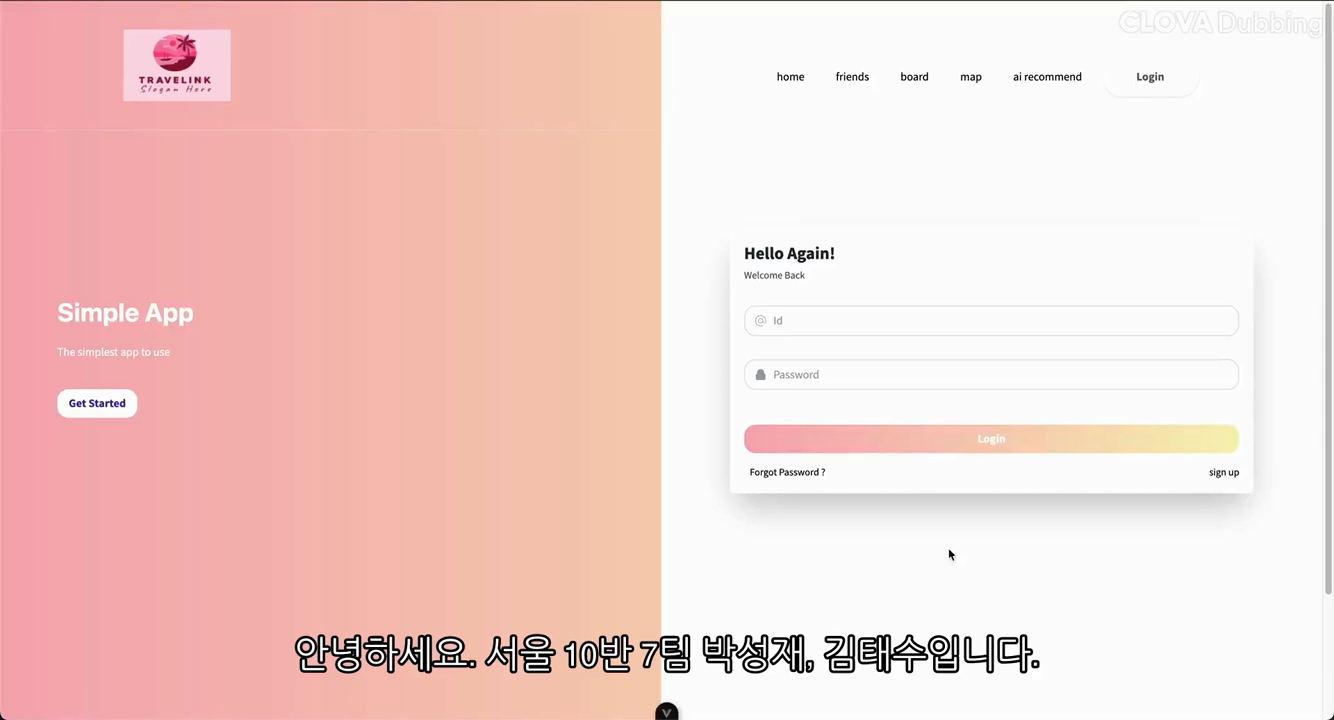 CLOVA Dubbing
TRAVELINK
Slogan Here
home friends board map ai recommend Login
Simple App
The simplest app to use
Get Started
Hello Again!
Welcome Back
@ Id
Password
Login
Forgot Password ?
sign up
안녕하세요. 서울 10반 7팀 박성재, 김태수입니다.